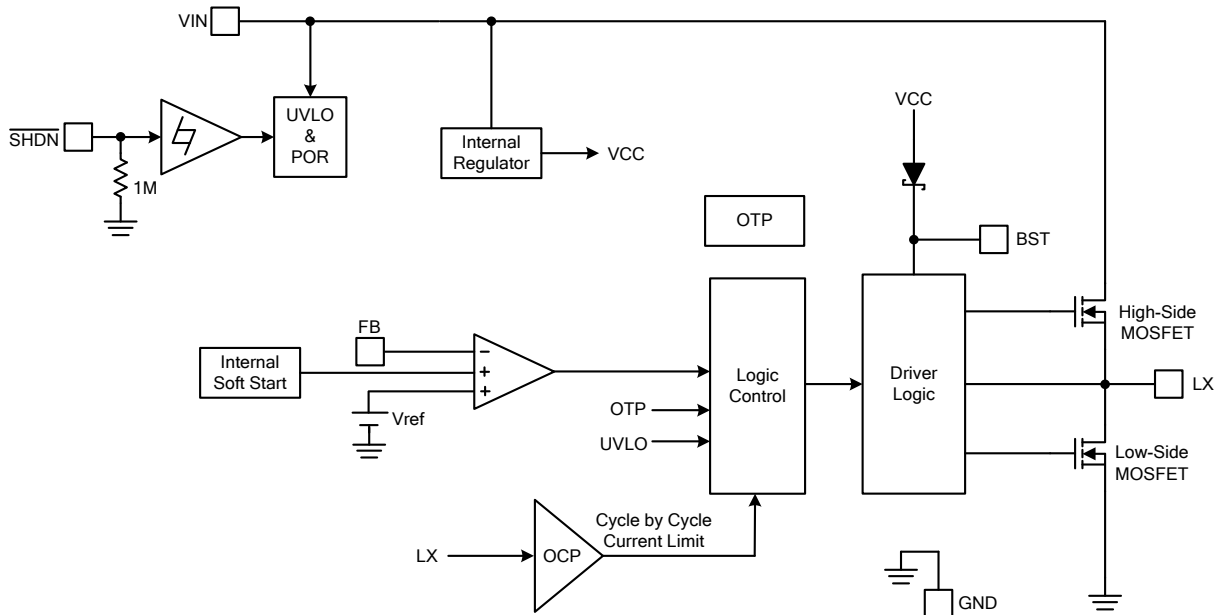 VIN
SHDN
1M
UVLO
&
POR
Internal
Regulator
VCC
VCC
OTP
BST
FB
Internal
Soft Start
−
+
+
Vref
OTP
UVLO
Logic
Control
Driver
Logic
High-Side
MOSFET
LX
Low-Side
MOSFET
LX
OCP
Cycle by Cycle
Current Limit
GND